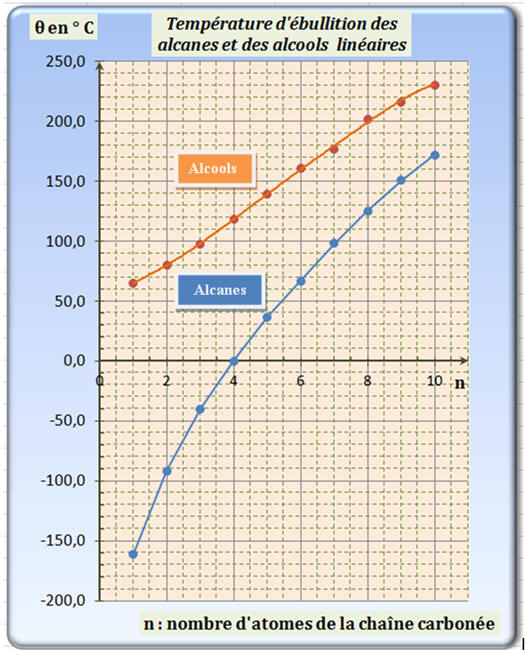 θ en ° C
Température d'ébullition des
alcanes et des alcools linéaires
250,0
200,0
Alcools
150,0
100,0
Alcanes
50,0
0,0
0 2 4 6 8 10 n
-50,0
-100,0
-150,0
-200,0
n : nombre d'atomes de la chaîne carbonée